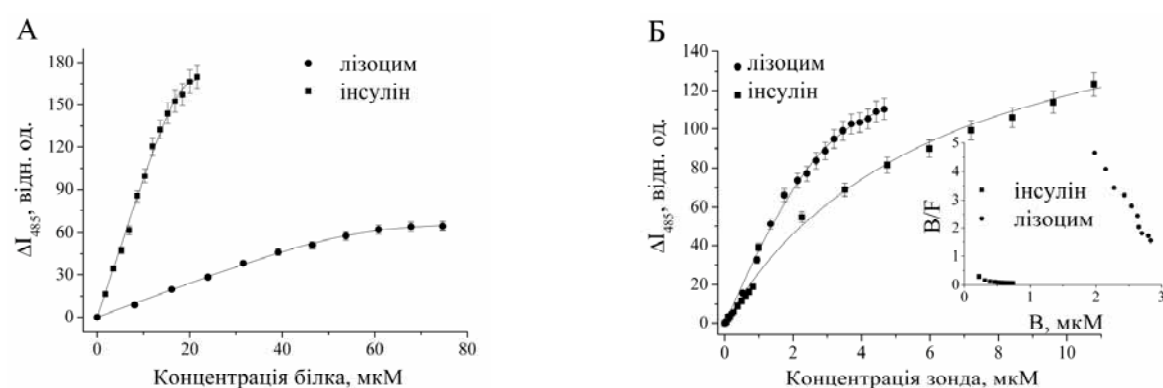 А
лізоцим
інсулін
ΔI485, відн. од.
180
150
120
90
60
30
0
0 20 40 60 80
Концентрація білка, мкМ
Б
лізоцим
інсулін
ΔI485, відн. од.
140
120
100
80
60
40
20
0
0 2 4 6 8 10
Концентрація зонда, мкМ
B/F
5
4
3
2
1
0
інсулін
лізоцим
0 1 2 3
В, мкМ